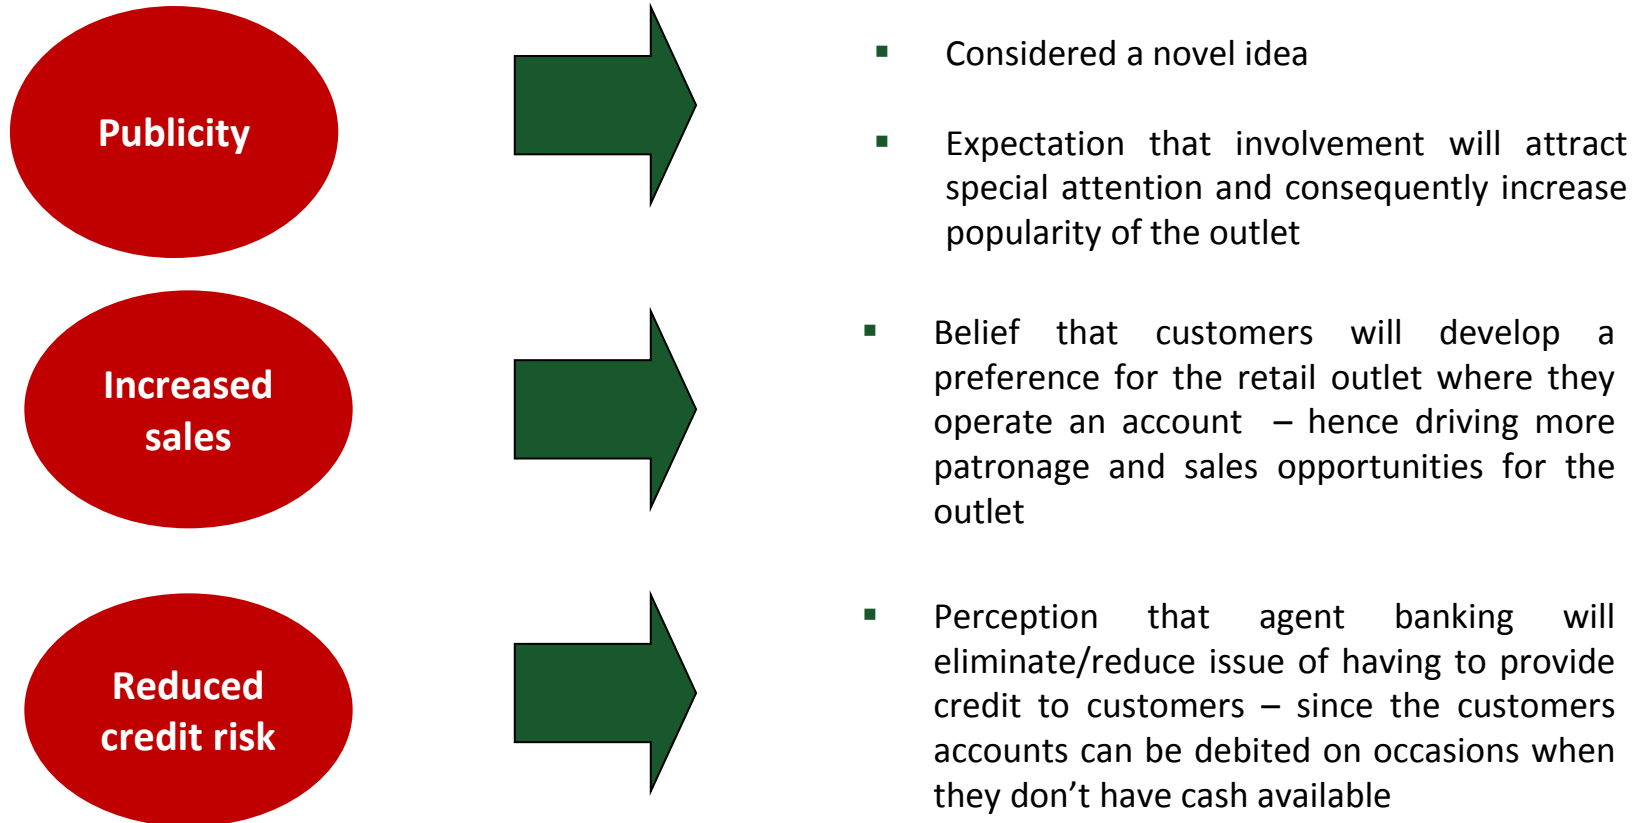 Publicity
▪ Considered a novel idea
▪ Expectation that involvement will attract
special attention and consequently increase
popularity of the outlet
Increased
sales
▪ Belief that customers will develop a
preference for the retail outlet where they
operate an account – hence driving more
patronage and sales opportunities for the
outlet
Reduced
credit risk
▪ Perception that agent banking will
eliminate/reduce issue of having to provide
credit to customers – since the customers
accounts can be debited on occasions when
they don’t have cash available